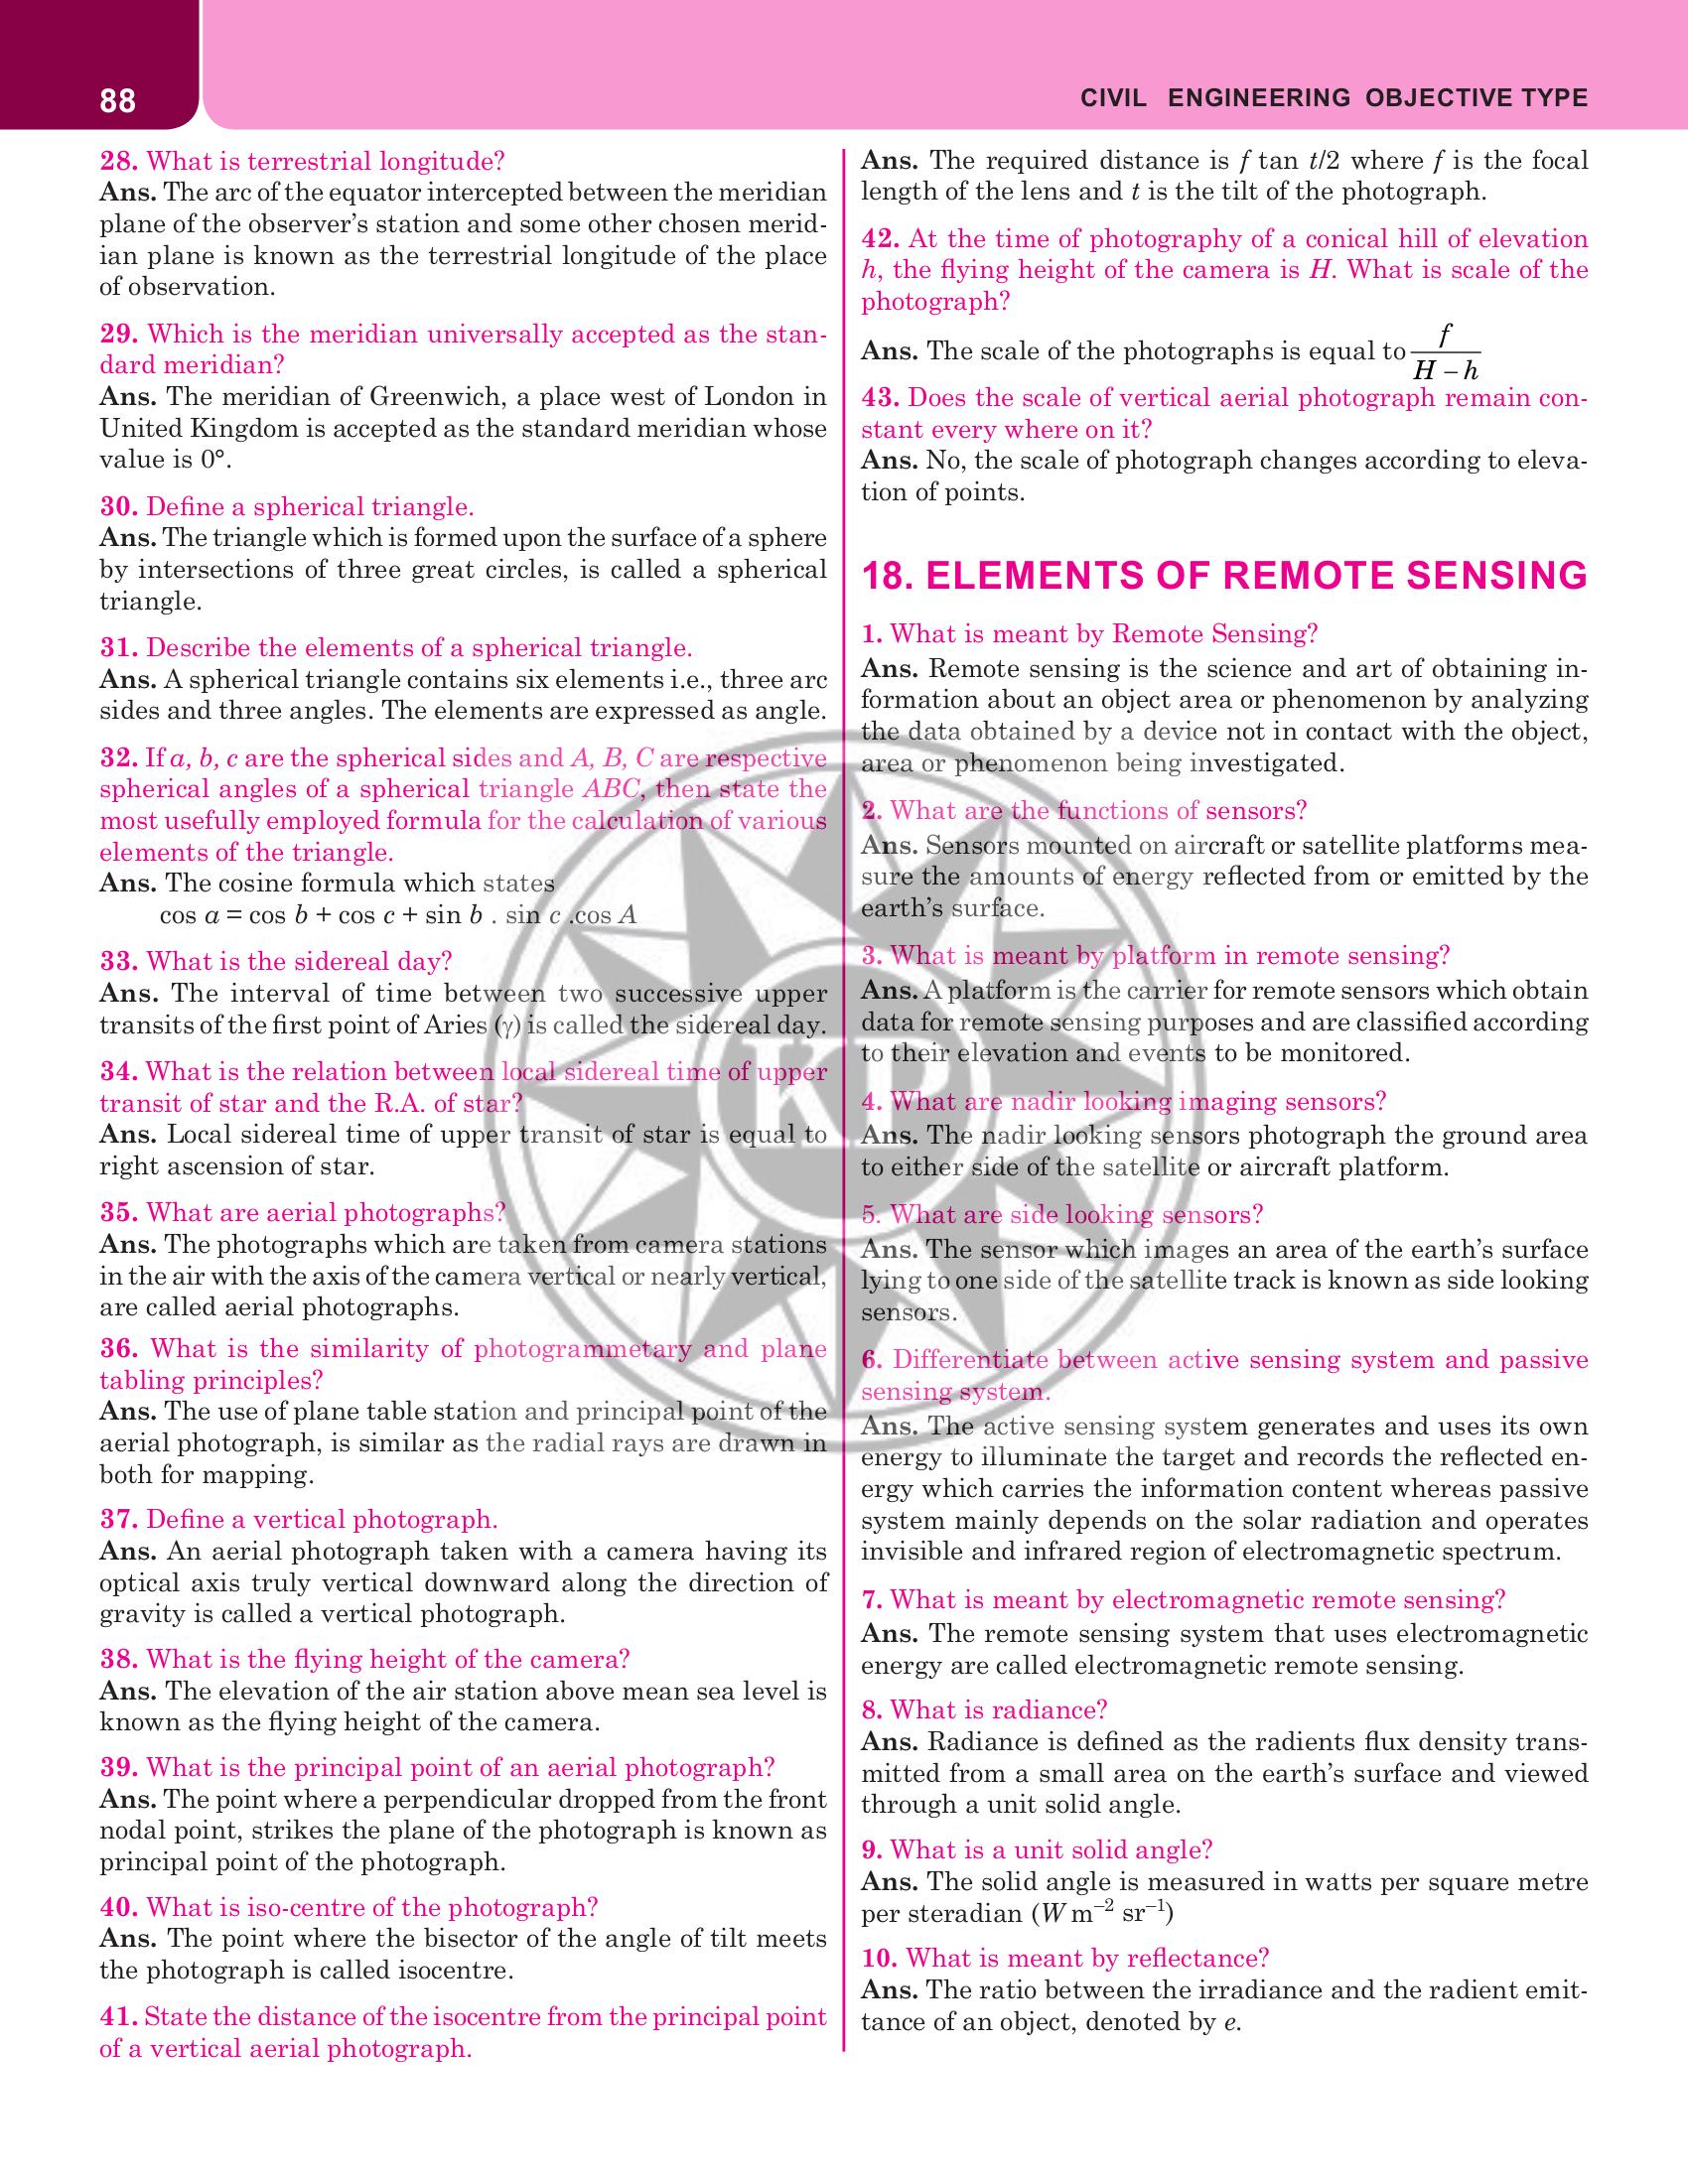 88
CIVIL ENGINEERING OBJECTIVE TYPE
28. What is terrestrial longitude?
Ans. The arc of the equator intercepted between the meridian
plane of the observer's station and some other chosen merid-
ian plane is known as the terrestrial longitude of the place
of observation.
29. Which is the meridian universally accepted as the stan-
dard meridian?
Ans. The meridian of Greenwich, a place west of London in
United Kingdom is accepted as the standard meridian whose
value is 0°.
30. Define a spherical triangle.
Ans. The triangle which is formed upon the surface of a sphere
by intersections of three great circles, is called a spherical
triangle.
31. Describe the elements of a spherical triangle.
Ans. A spherical triangle contains six elements i.e., three arc
sides and three angles. The elements are expressed as angle.
32. If a, b, c are the spherical sides and A, B, C are respective
spherical angles of a spherical triangle ABC, then state the
most usefully employed formula for the calculation of various
elements of the triangle.
Ans. The cosine formula which states
cos a = cos b + cos c + sin b . sin c .cos A
33. What is the sidereal day?
Ans. The interval of time between two successive upper
transits of the first point of Aries (γ) is called the sidereal day.
34. What is the relation between local sidereal time of upper
transit of star and the R.A. of star?
Ans. Local sidereal time of upper transit of star is equal to
right ascension of star.
35. What are aerial photographs?
Ans. The photographs which are taken from camera stations
in the air with the axis of the camera vertical or nearly vertical,
are called aerial photographs.
36. What is the similarity of photogrammetary and plane
tabling principles?
Ans. The use of plane table station and principal point of the
aerial photograph, is similar as the radial rays are drawn in
both for mapping.
37. Define a vertical photograph.
Ans. An aerial photograph taken with a camera having its
optical axis truly vertical downward along the direction of
gravity is called a vertical photograph.
38. What is the flying height of the camera?
Ans. The elevation of the air station above mean sea level is
known as the flying height of the camera.
39. What is the principal point of an aerial photograph?
Ans. The point where a perpendicular dropped from the front
nodal point, strikes the plane of the photograph is known as
principal point of the photograph.
40. What is iso-centre of the photograph?
Ans. The point where the bisector of the angle of tilt meets
the photograph is called isocentre.
41. State the distance of the isocentre from the principal point
of a vertical aerial photograph.
Ans. The required distance is f tan t/2 where f is the focal
length of the lens and t is the tilt of the photograph.
42. At the time of photography of a conical hill of elevation
h, the flying height of the camera is H. What is scale of the
photograph?
Ans. The scale of the photographs is equal to f / (H – h)
43. Does the scale of vertical aerial photograph remain con-
stant every where on it?
Ans. No, the scale of photograph changes according to eleva-
tion of points.
18. ELEMENTS OF REMOTE SENSING
1. What is meant by Remote Sensing?
Ans. Remote sensing is the science and art of obtaining in-
formation about an object area or phenomenon by analyzing
the data obtained by a device not in contact with the object,
area or phenomenon being investigated.
2. What are the functions of sensors?
Ans. Sensors mounted on aircraft or satellite platforms mea-
sure the amounts of energy reflected from or emitted by the
earth's surface.
3. What is meant by platform in remote sensing?
Ans. A platform is the carrier for remote sensors which obtain
data for remote sensing purposes and are classified according
to their elevation and events to be monitored.
4. What are nadir looking imaging sensors?
Ans. The nadir looking sensors photograph the ground area
to either side of the satellite or aircraft platform.
5. What are side looking sensors?
Ans. The sensor which images an area of the earth's surface
lying to one side of the satellite track is known as side looking
sensors.
6. Differentiate between active sensing system and passive
sensing system.
Ans. The active sensing system generates and uses its own
energy to illuminate the target and records the reflected en-
ergy which carries the information content whereas passive
system mainly depends on the solar radiation and operates
invisible and infrared region of electromagnetic spectrum.
7. What is meant by electromagnetic remote sensing?
Ans. The remote sensing system that uses electromagnetic
energy are called electromagnetic remote sensing.
8. What is radiance?
Ans. Radiance is defined as the radients flux density trans-
mitted from a small area on the earth's surface and viewed
through a unit solid angle.
9. What is a unit solid angle?
Ans. The solid angle is measured in watts per square metre
per steradian (W m⁻² sr⁻¹)
10. What is meant by reflectance?
Ans. The ratio between the irradiance and the radient emit-
tance of an object, denoted by e.
KP